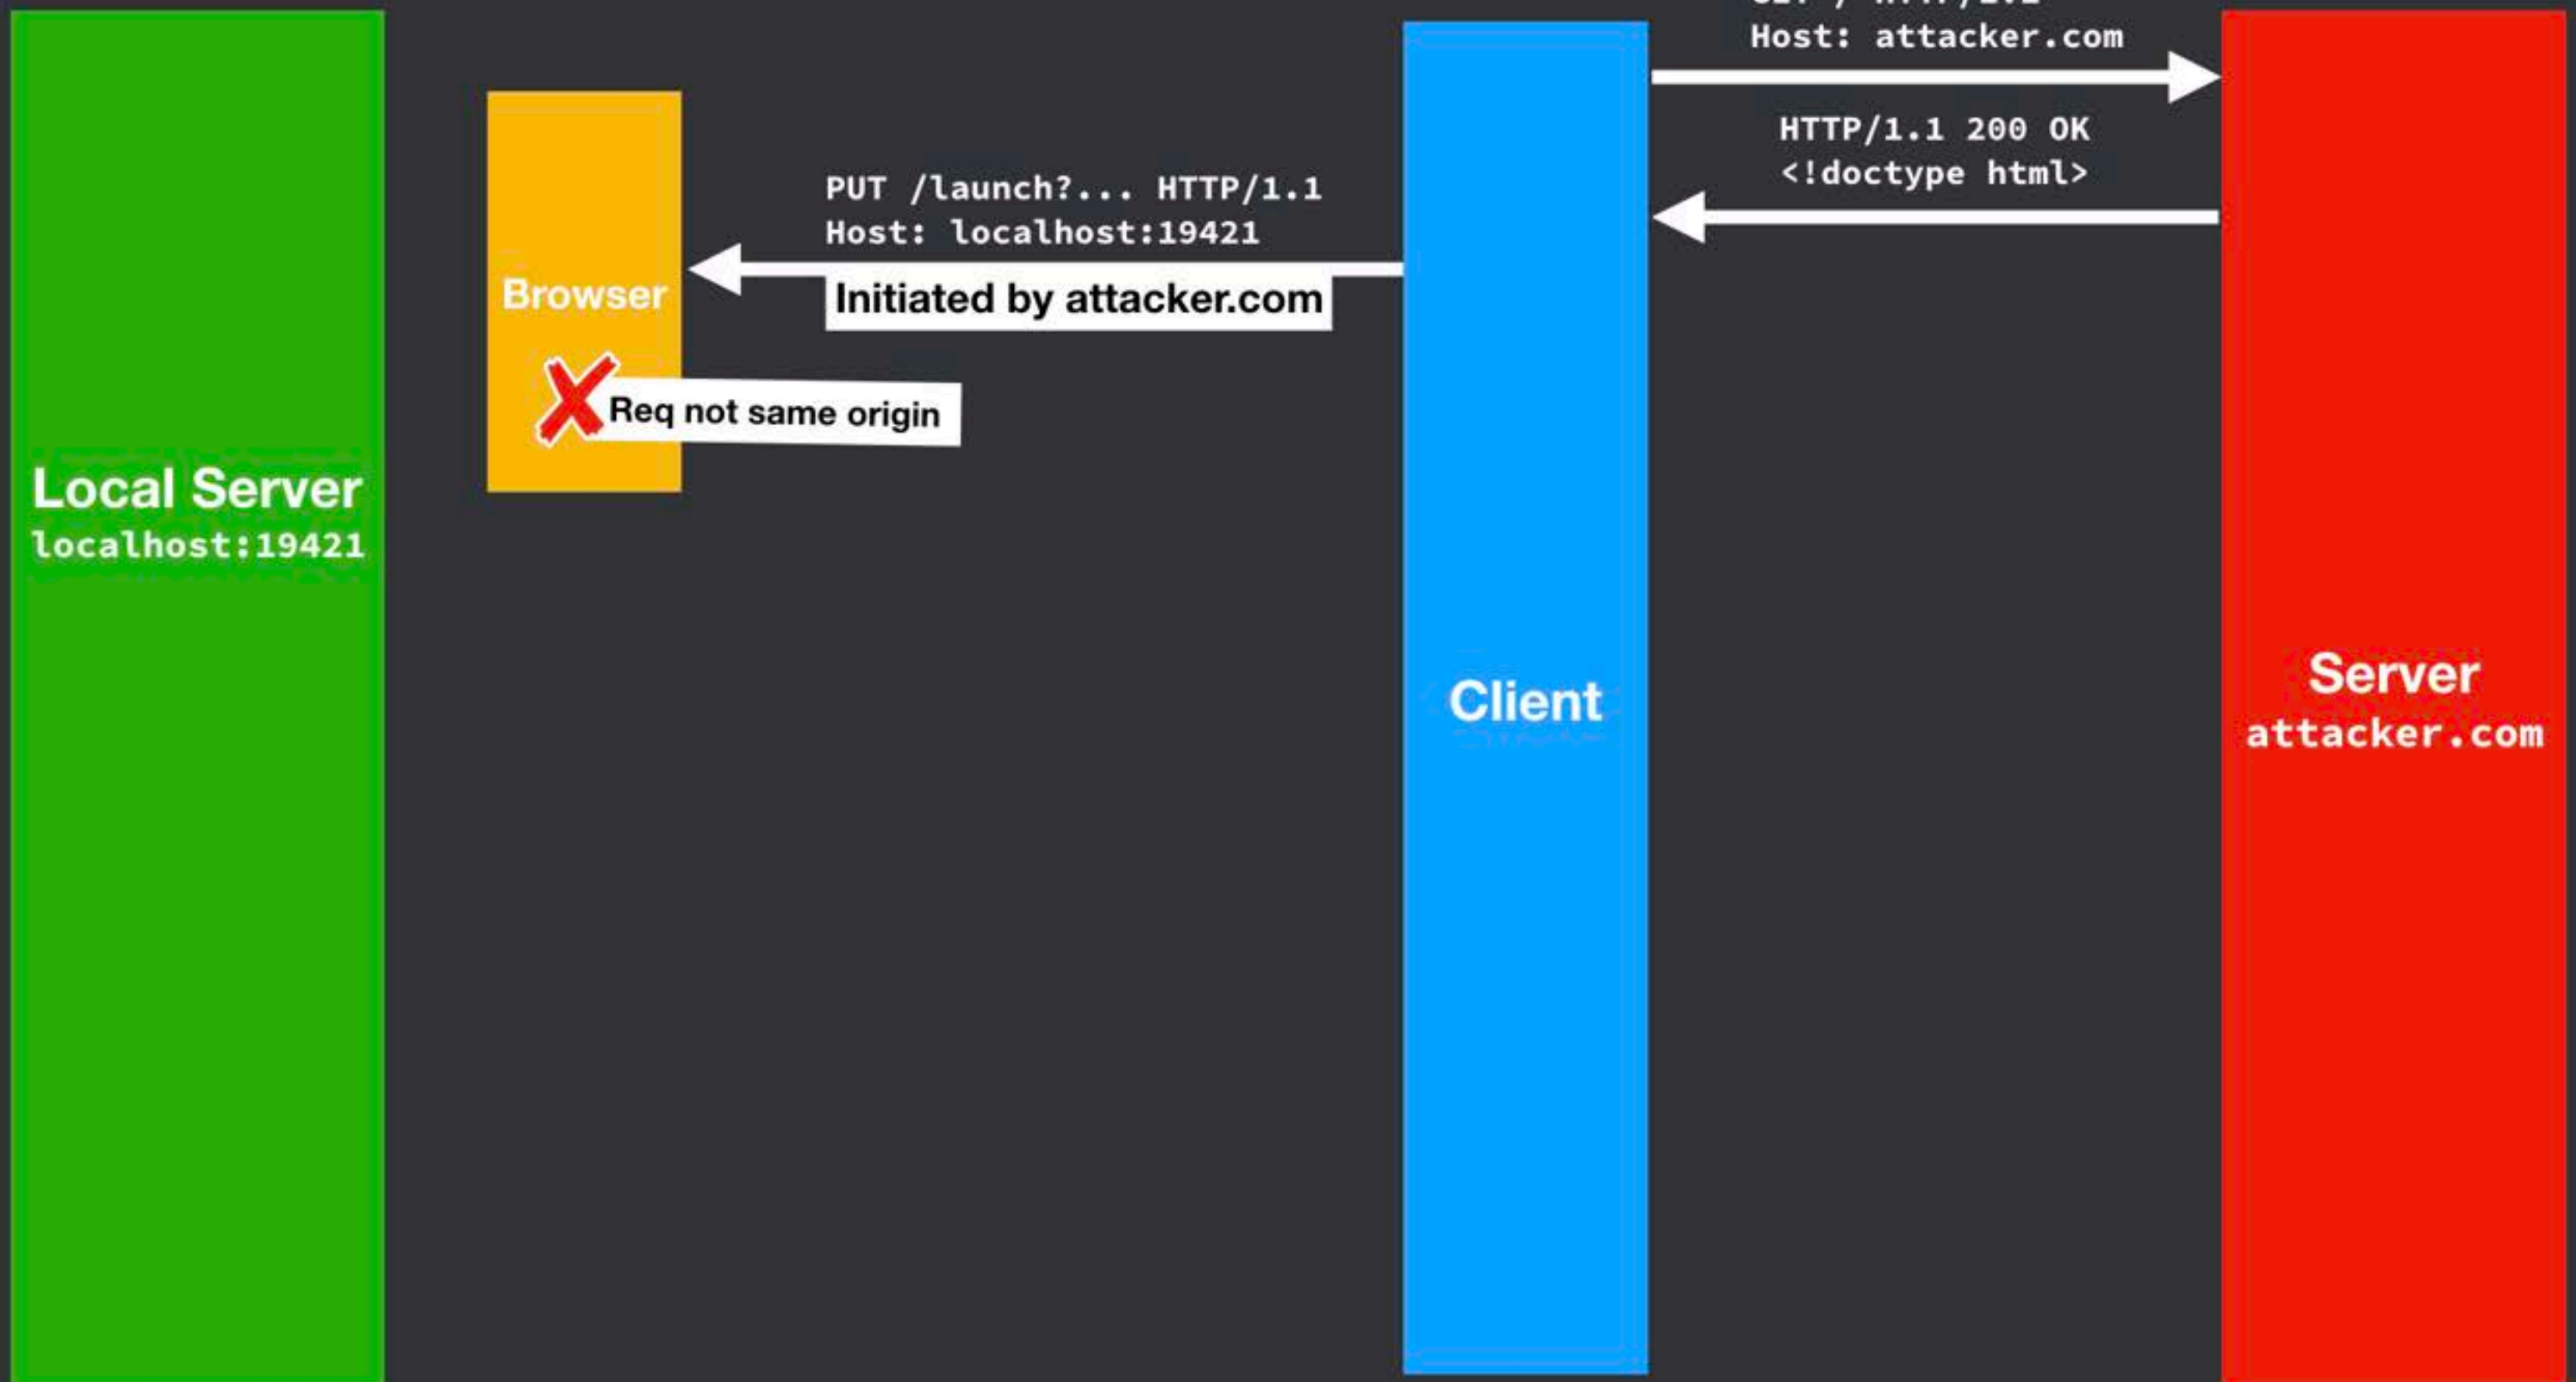 Host: attacker.com
HTTP/1.1 200 OK
<!doctype html>
PUT /launch?... HTTP/1.1
Host: localhost:19421
Initiated by attacker.com
Browser
Req not same origin
Local Server
localhost:19421
Client
Server
attacker.com